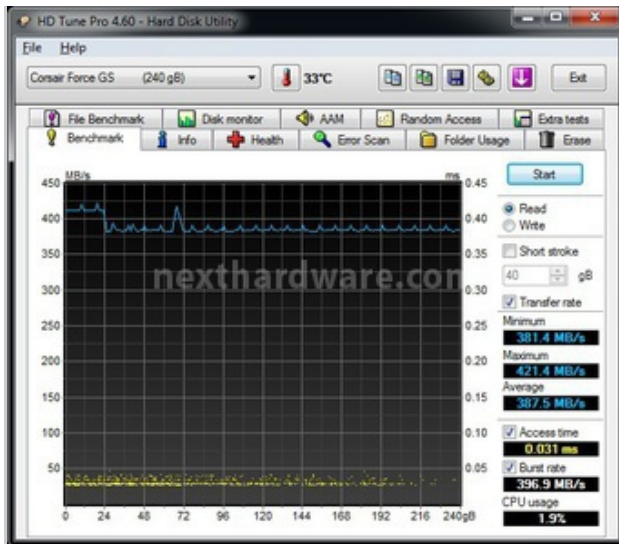 HD Tune Pro 4.60 - Hard Disk Utility
File Help
Corsair Force GS (240 gB) 33°C Exit
File Benchmark Disk monitor AAM Random Access Extra tests
Benchmark Info Health Error Scan Folder Usage Erase
MB/s ms Start
450 0.45
Read
400 0.40
Write
350 0.35 Short stroke
40 gB
300 0.30
nexthardware.com
Transfer rate
250 0.25 Minimum
381.4 MB/s
200 0.20 Maximum
421.4 MB/s
Average
150 0.15 387.5 MB/s
100 0.10 Access time
0.031 ms
50 0.05 Burst rate
396.9 MB/s
CPU usage
0 24 48 72 96 120 144 168 192 216 240gB 1.9%